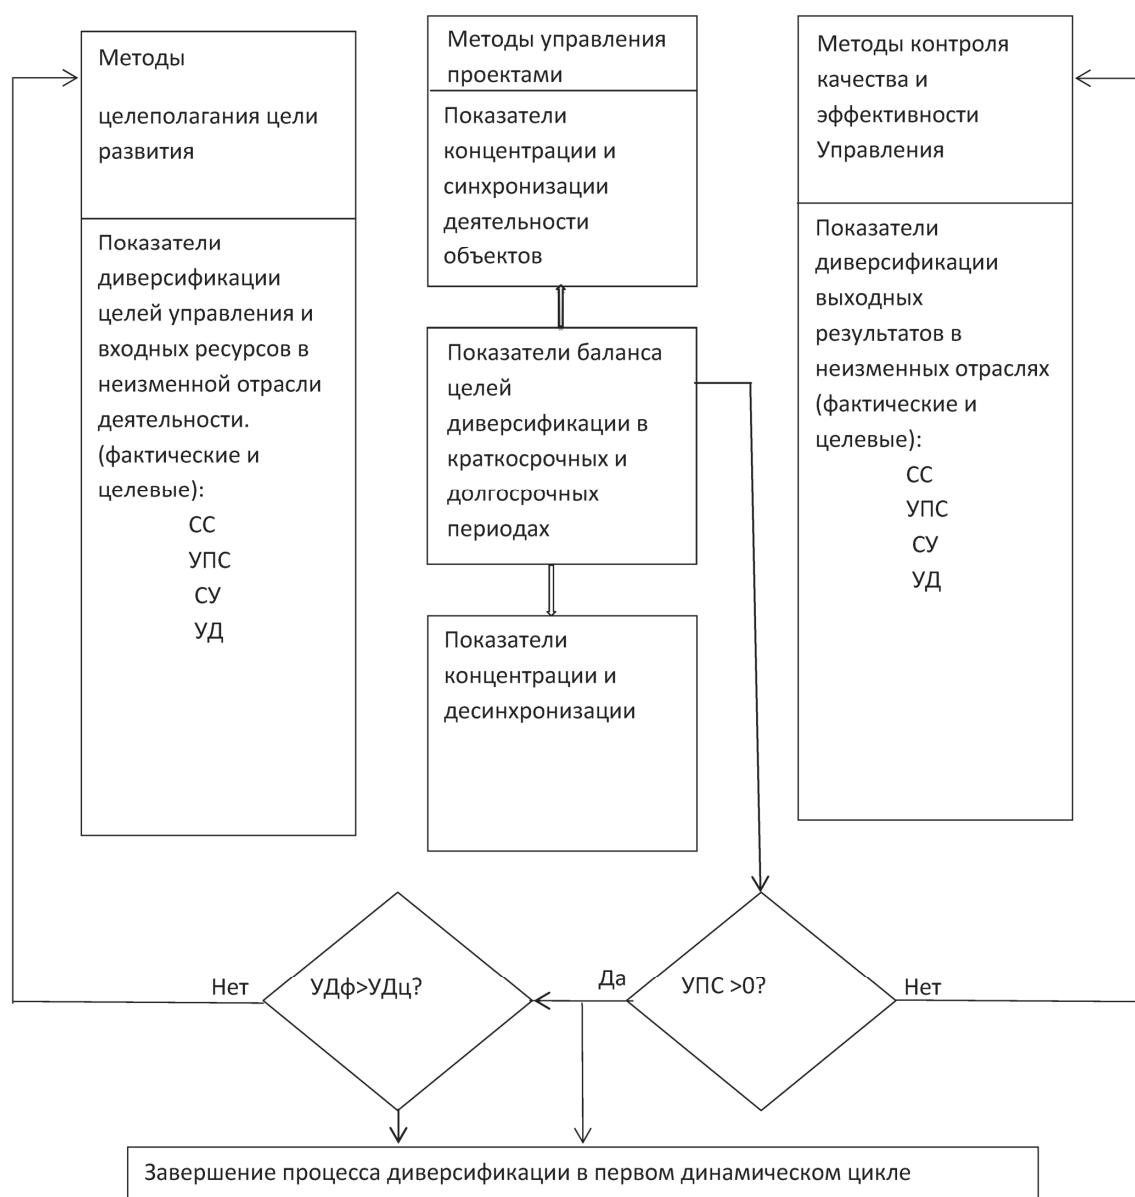 Методы
целеполагания цели
развития
Показатели
диверсификации
целей управления и
входных ресурсов в
неизменной отрасли
деятельности.
(фактические и
целевые):
СС
УПС
СУ
УД
Методы управления
проектами
Показатели
концентрации и
синхронизации
деятельности
объектов
Показатели баланса
целей
диверсификации в
краткосрочных и
долгосрочных
периодах
Показатели
концентрации и
десинхронизации
Методы контроля
качества и
эффективности
Управления
Показатели
диверсификации
выходных
результатов в
неизменных отраслях
(фактические и
целевые):
СС
УПС
СУ
УД
Нет
УДф>УДц?
Да
УПС >0?
Нет
Завершение процесса диверсификации в первом динамическом цикле